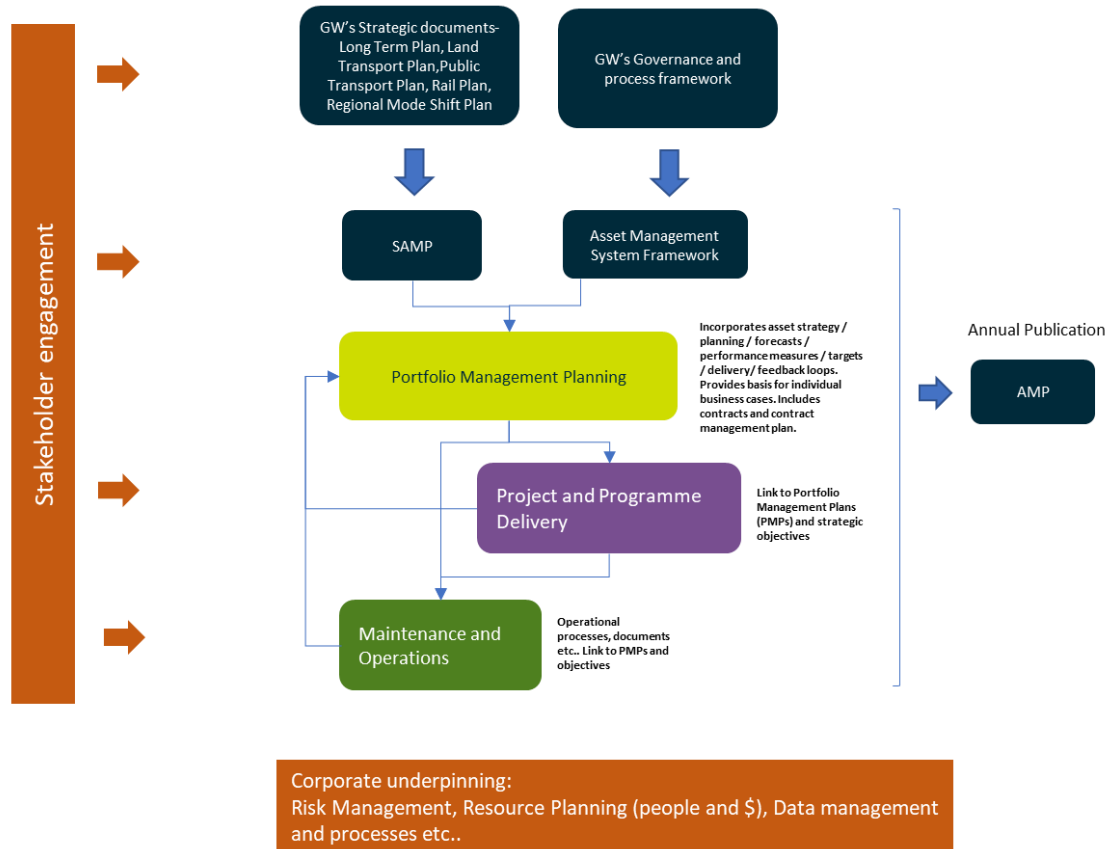 Stakeholder engagement
GW's Strategic documents-
Long Term Plan, Land
Transport Plan,Public
Transport Plan, Rail Plan,
Regional Mode Shift Plan
GW's Governance and
process framework
SAMP
Asset Management
System Framework
Portfolio Management Planning
Incorporates asset strategy /
planning / forecasts /
performance measures / targets
/ delivery/ feedback loops.
Provides basis for individual
business cases. Includes
contracts and contract
management plan.
Annual Publication
AMP
Project and Programme
Delivery
Link to Portfolio
Management Plans
(PMPs) and strategic
objectives
Maintenance and
Operations
Operational
processes, documents
etc.. Link to PMPs and
objectives
Corporate underpinning:
Risk Management, Resource Planning (people and $), Data management
and processes etc..